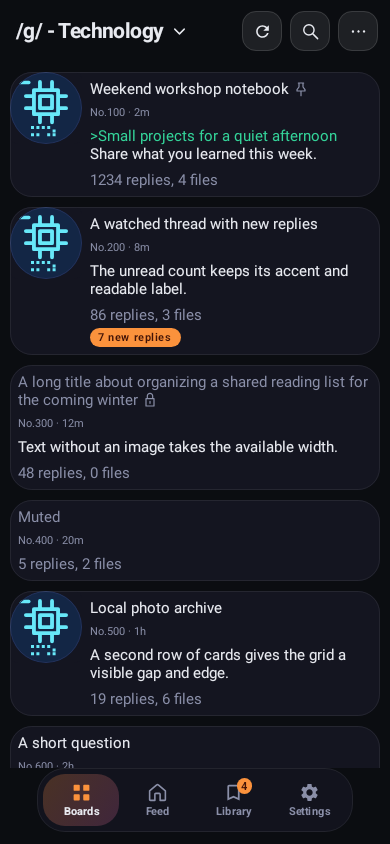 /g/ - Technology
Weekend workshop notebook
No.100 · 2m
>Small projects for a quiet afternoon
Share what you learned this week.
1234 replies, 4 files
A watched thread with new replies
No.200 · 8m
The unread count keeps its accent and
readable label.
86 replies, 3 files
7 new replies
A long title about organizing a shared reading list for
the coming winter
No.300 · 12m
Text without an image takes the available width.
48 replies, 0 files
Muted
No.400 · 20m
5 replies, 2 files
Local photo archive
No.500 · 1h
A second row of cards gives the grid a
visible gap and edge.
19 replies, 6 files
A short question
No.600 · 2h
4
Boards
Feed
Library
Settings